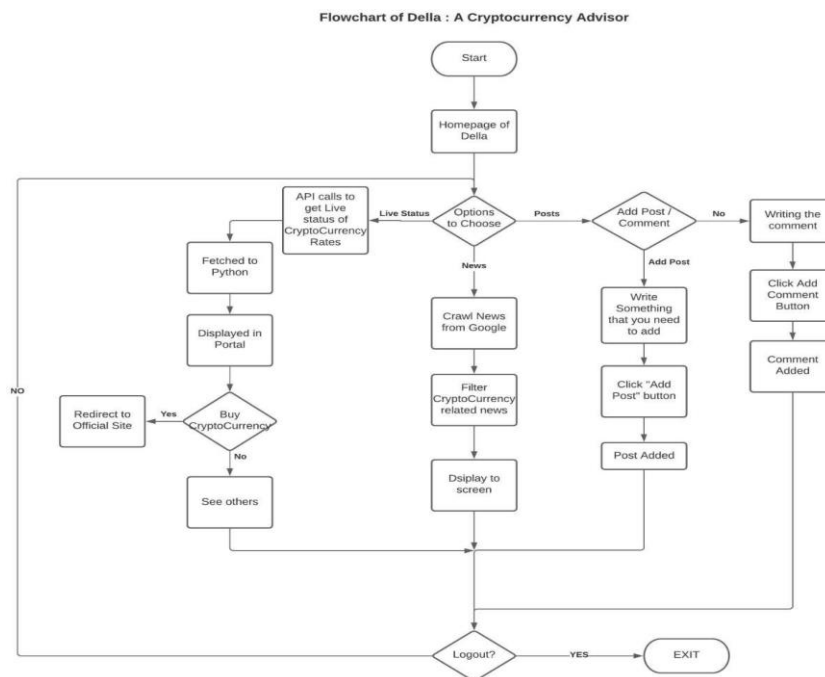 Flowchart of Della : A Cryptocurrency Advisor
Start
Homepage of
Della
API calls to
get Live
status of
CryptoCurrency
Rates
Live Status
Options
to Choose
Posts
Add Post /
Comment
No
Writing the
comment
Fetched to
Python
News
Add Post
Click Add
Comment
Button
Crawl News
from Google
Write
Something
that you need
to add
Displayed in
Portal
Comment
Added
NO
Redirect to
Official Site
Yes
Buy
CryptoCurrency
Filter
CryptoCurrency
related news
Click "Add
Post" button
No
Post Added
See others
Dsiplay to
screen
Logout?
YES
EXIT